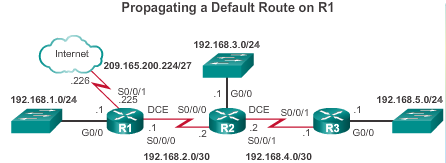 Propagating a Default Route on R1
Internet
209.165.200.224/27
192.168.3.0/24
.226
S0/0/1
.225
.1
G0/0
192.168.1.0/24
192.168.5.0/24
.1
DCE
S0/0/0
DCE
S0/0/1
.1
G0/0
R1
R2
R3
G0/0
.1
.2
.2
.1
S0/0/0
S0/0/1
192.168.2.0/30
192.168.4.0/30